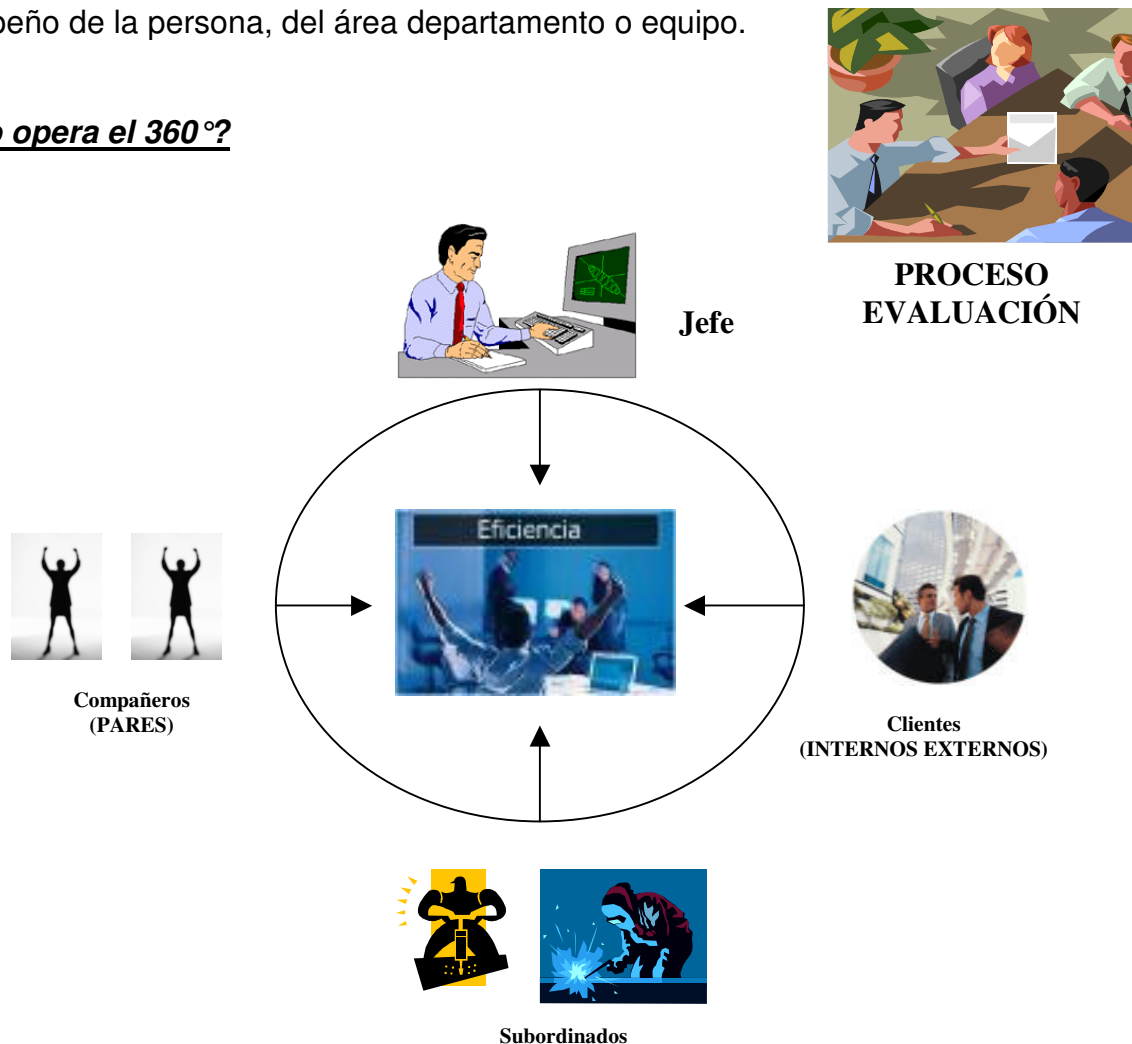 peño de la persona, del área departamento o equipo.
o opera el 360°?
PROCESO
EVALUACIÓN
Jefe
Eficiencia
Compañeros
(PARES)
Clientes
(INTERNOS EXTERNOS)
Subordinados